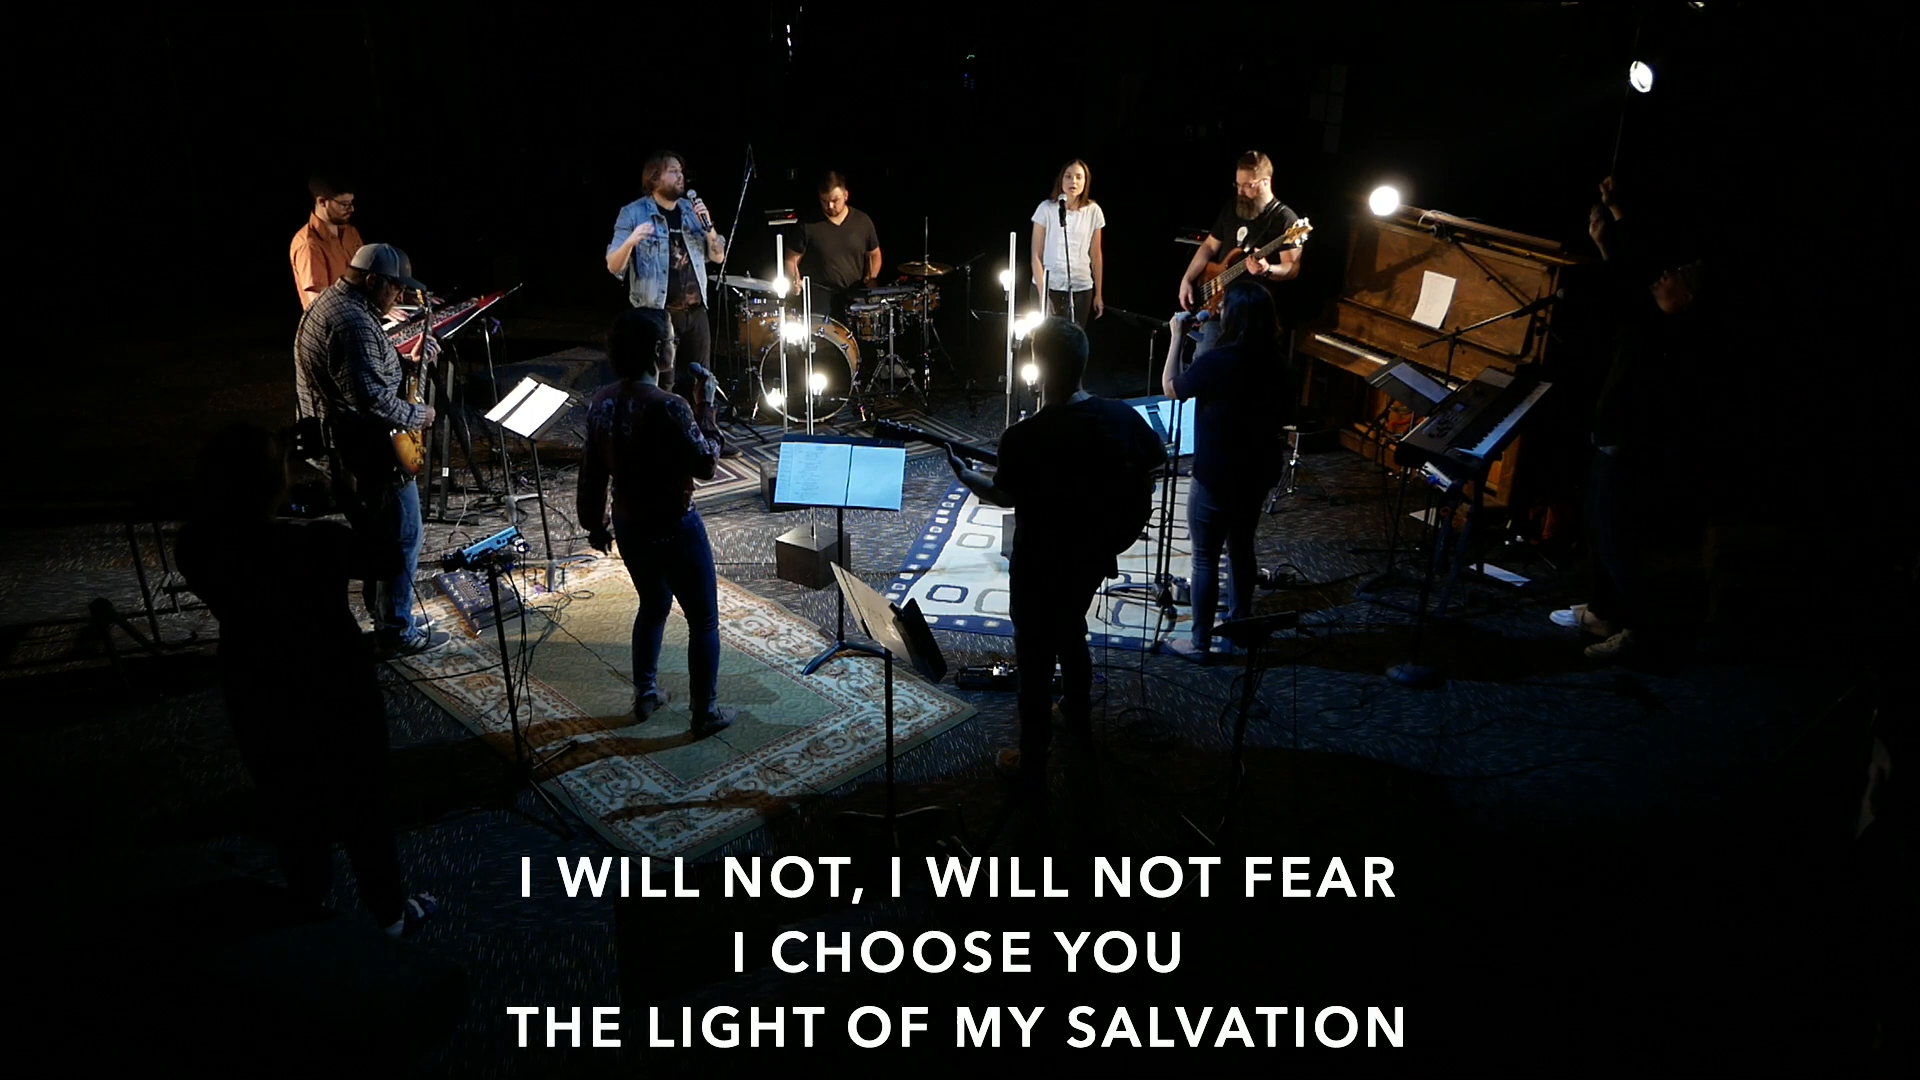 I WILL NOT, I WILL NOT FEAR
I CHOOSE YOU
THE LIGHT OF MY SALVATION